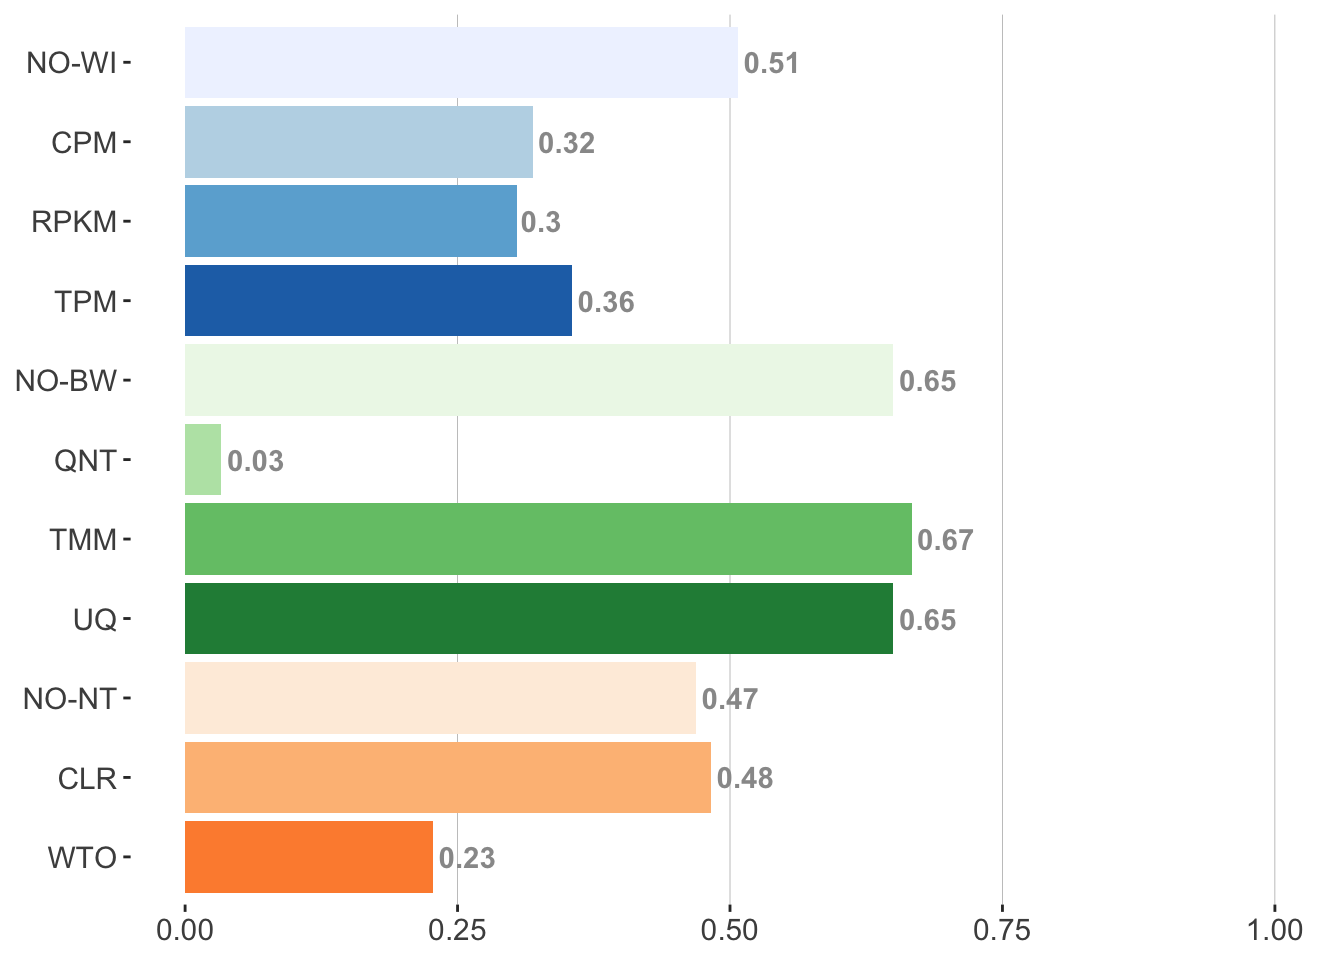 NO-WI 0.51
CPM 0.32
RPKM 0.3
TPM 0.36
NO-BW 0.65
QNT 0.03
TMM 0.67
UQ 0.65
NO-NT 0.47
CLR 0.48
WTO 0.23
0.00 0.25 0.50 0.75 1.00